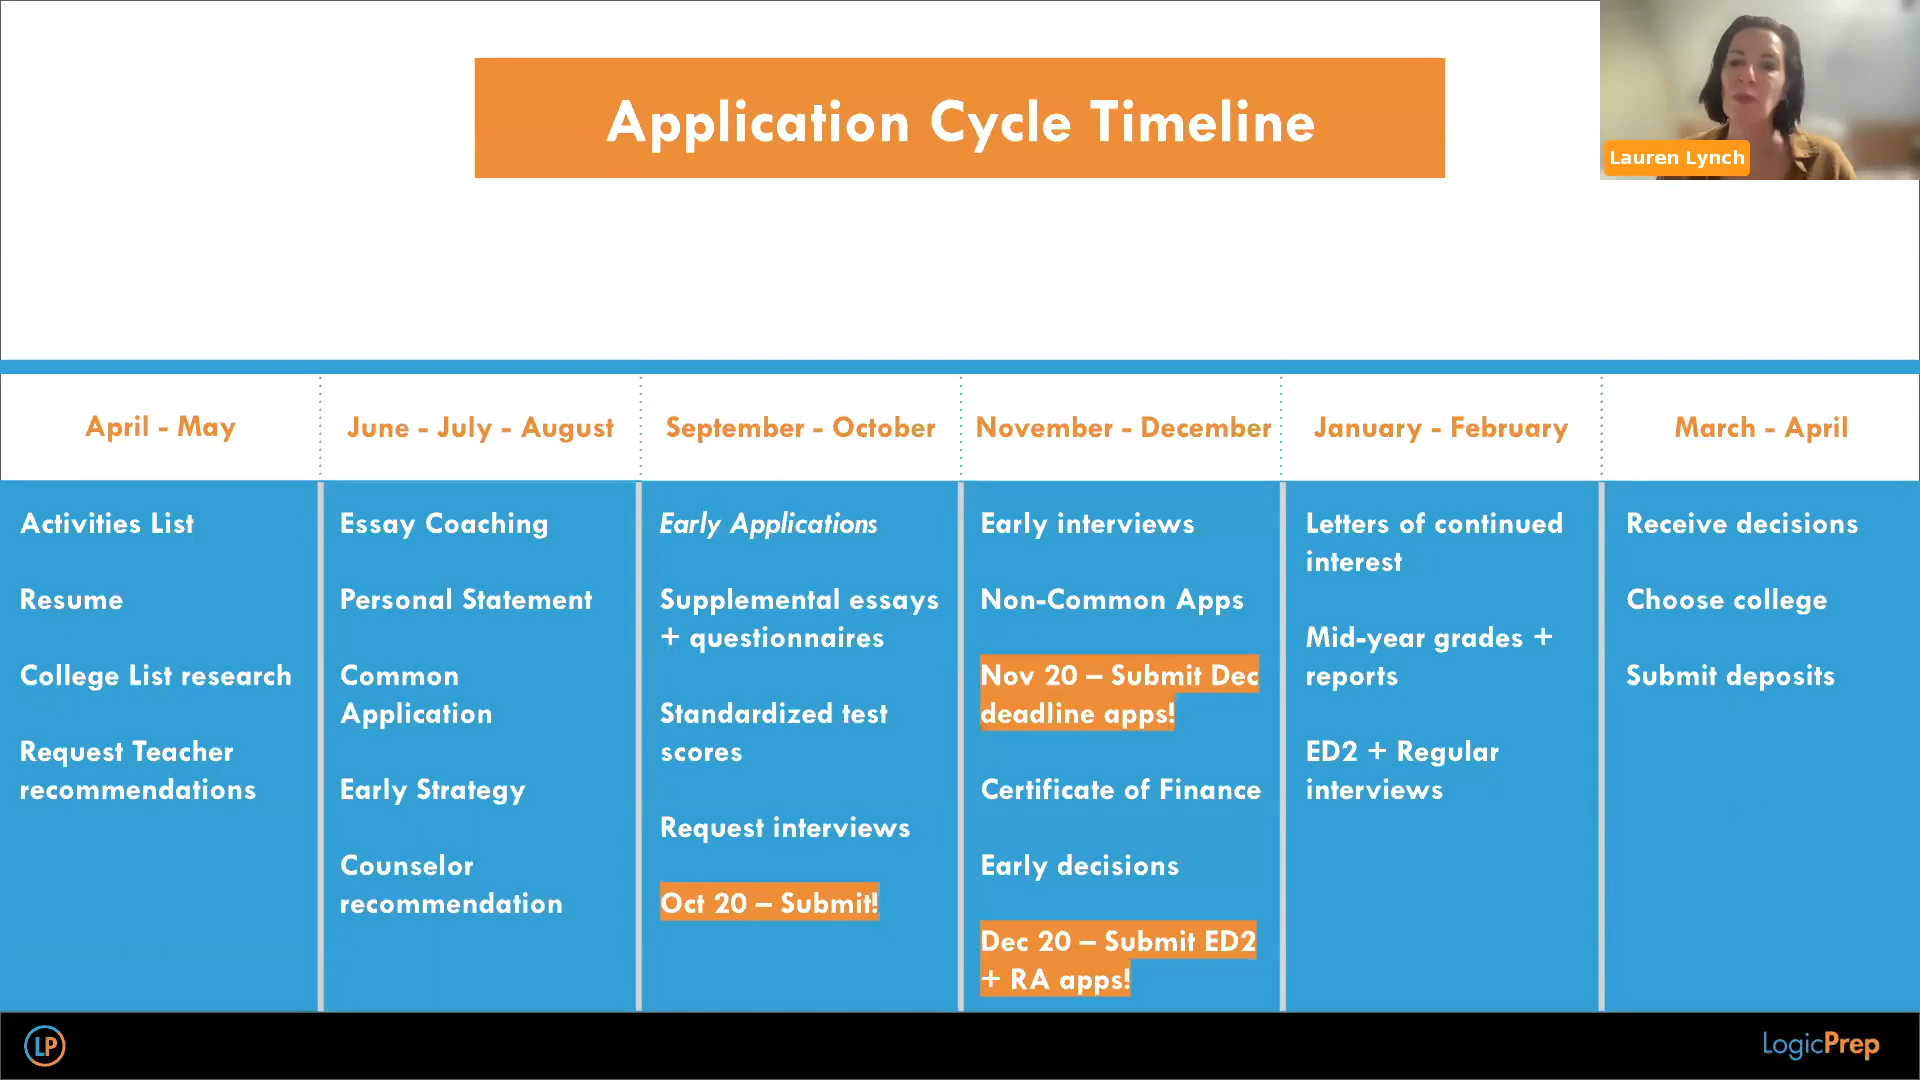 Application Cycle Timeline
Lauren Lynch
April - May
June - July - August
September - October
November - December
January - February
March - April
Activities List
Resume
College List research
Request Teacher
recommendations
Essay Coaching
Personal Statement
Common
Application
Early Strategy
Counselor
recommendation
Early Applications
Supplemental essays
+ questionnaires
Standardized test
scores
Request interviews
Oct 20 – Submit!
Early interviews
Non-Common Apps
Nov 20 – Submit Dec
deadline apps!
Certificate of Finance
Early decisions
Dec 20 – Submit ED2
+ RA apps!
Letters of continued
interest
Mid-year grades +
reports
ED2 + Regular
interviews
Receive decisions
Choose college
Submit deposits
LP
LogicPrep